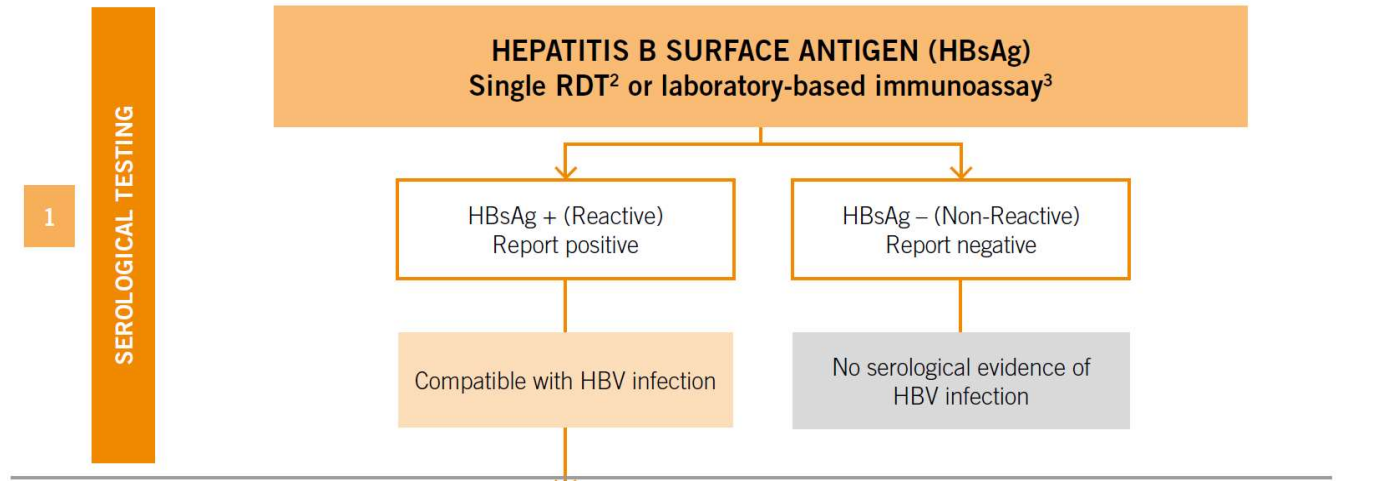 1
SEROLOGICAL TESTING
HEPATITIS B SURFACE ANTIGEN (HBsAg)
Single RDT² or laboratory-based immunoassay³
HBsAg + (Reactive)
Report positive
HBsAg – (Non-Reactive)
Report negative
Compatible with HBV infection
No serological evidence of
HBV infection